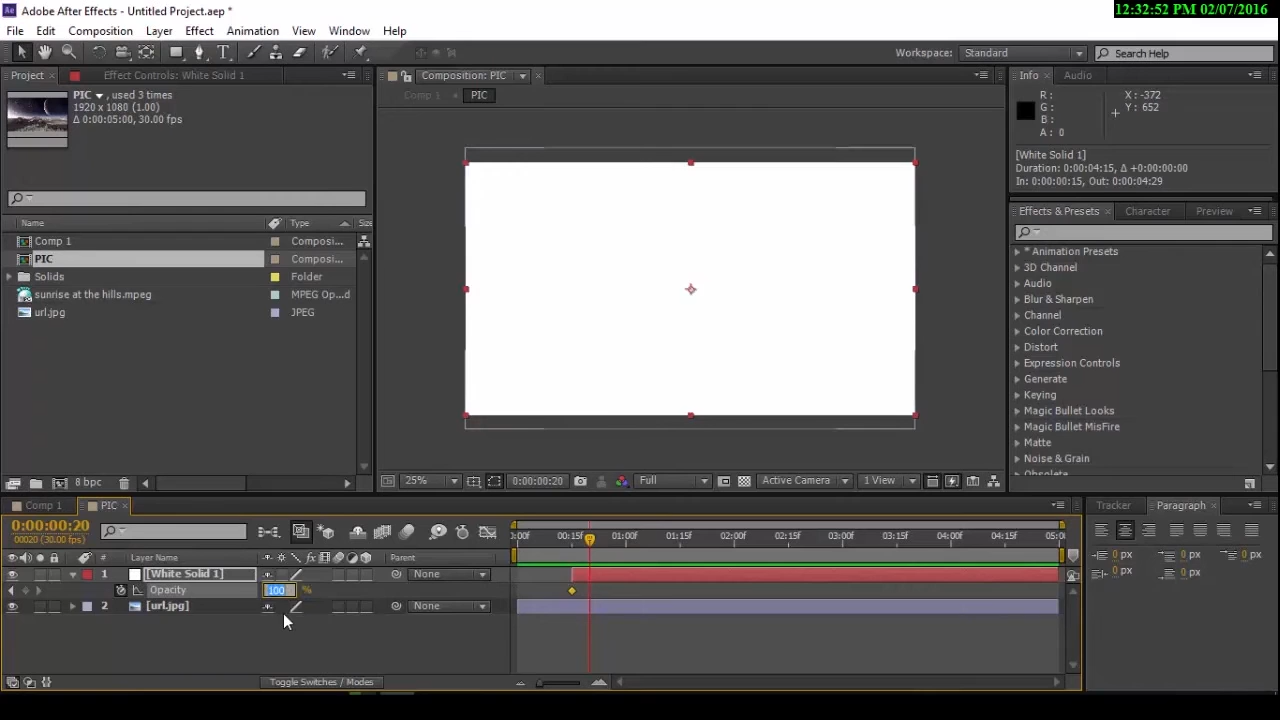 12:32:52 PM 02/07/2016
Adobe After Effects - Untitled Project.aep *
File Edit Composition Layer Effect Animation View Window Help
Workspace: Standard
Search Help
Project
Effect Controls: White Solid 1
PIC , used 3 times
1920 x 1080 (1.00)
Δ 0:00:05:00, 30.00 fps
Name Type Size
Comp 1 Composi...
PIC Composi...
Solids Folder
sunrise at the hills.mpeg MPEG Op...d
url.jpg JPEG
8 bpc
Composition: PIC
Comp 1 PIC
25% 0:00:00:20 Full Active Camera 1 View
Info Audio
R: X: -372
G: Y: 652
B:
A: 0
[White Solid 1]
Duration: 0:00:04:15, Δ +0:00:00:00
In: 0:00:00:15, Out: 0:00:04:29
Effects & Presets Character Preview
* Animation Presets
3D Channel
Audio
Blur & Sharpen
Channel
Color Correction
Distort
Expression Controls
Generate
Keying
Magic Bullet Looks
Magic Bullet MisFire
Matte
Noise & Grain
Obsolete
Comp 1 PIC
0:00:00:20
00020 (30.00 fps)
# Layer Name Parent
1 [White Solid 1] None
Opacity 100 %
2 [url.jpg] None
Toggle Switches / Modes
0:00f 00:15f 01:00f 01:15f 02:00f 02:15f 03:00f 03:15f 04:00f 04:15f 05:0
Tracker Paragraph
0 px 0 px 0 px
0 px 0 px